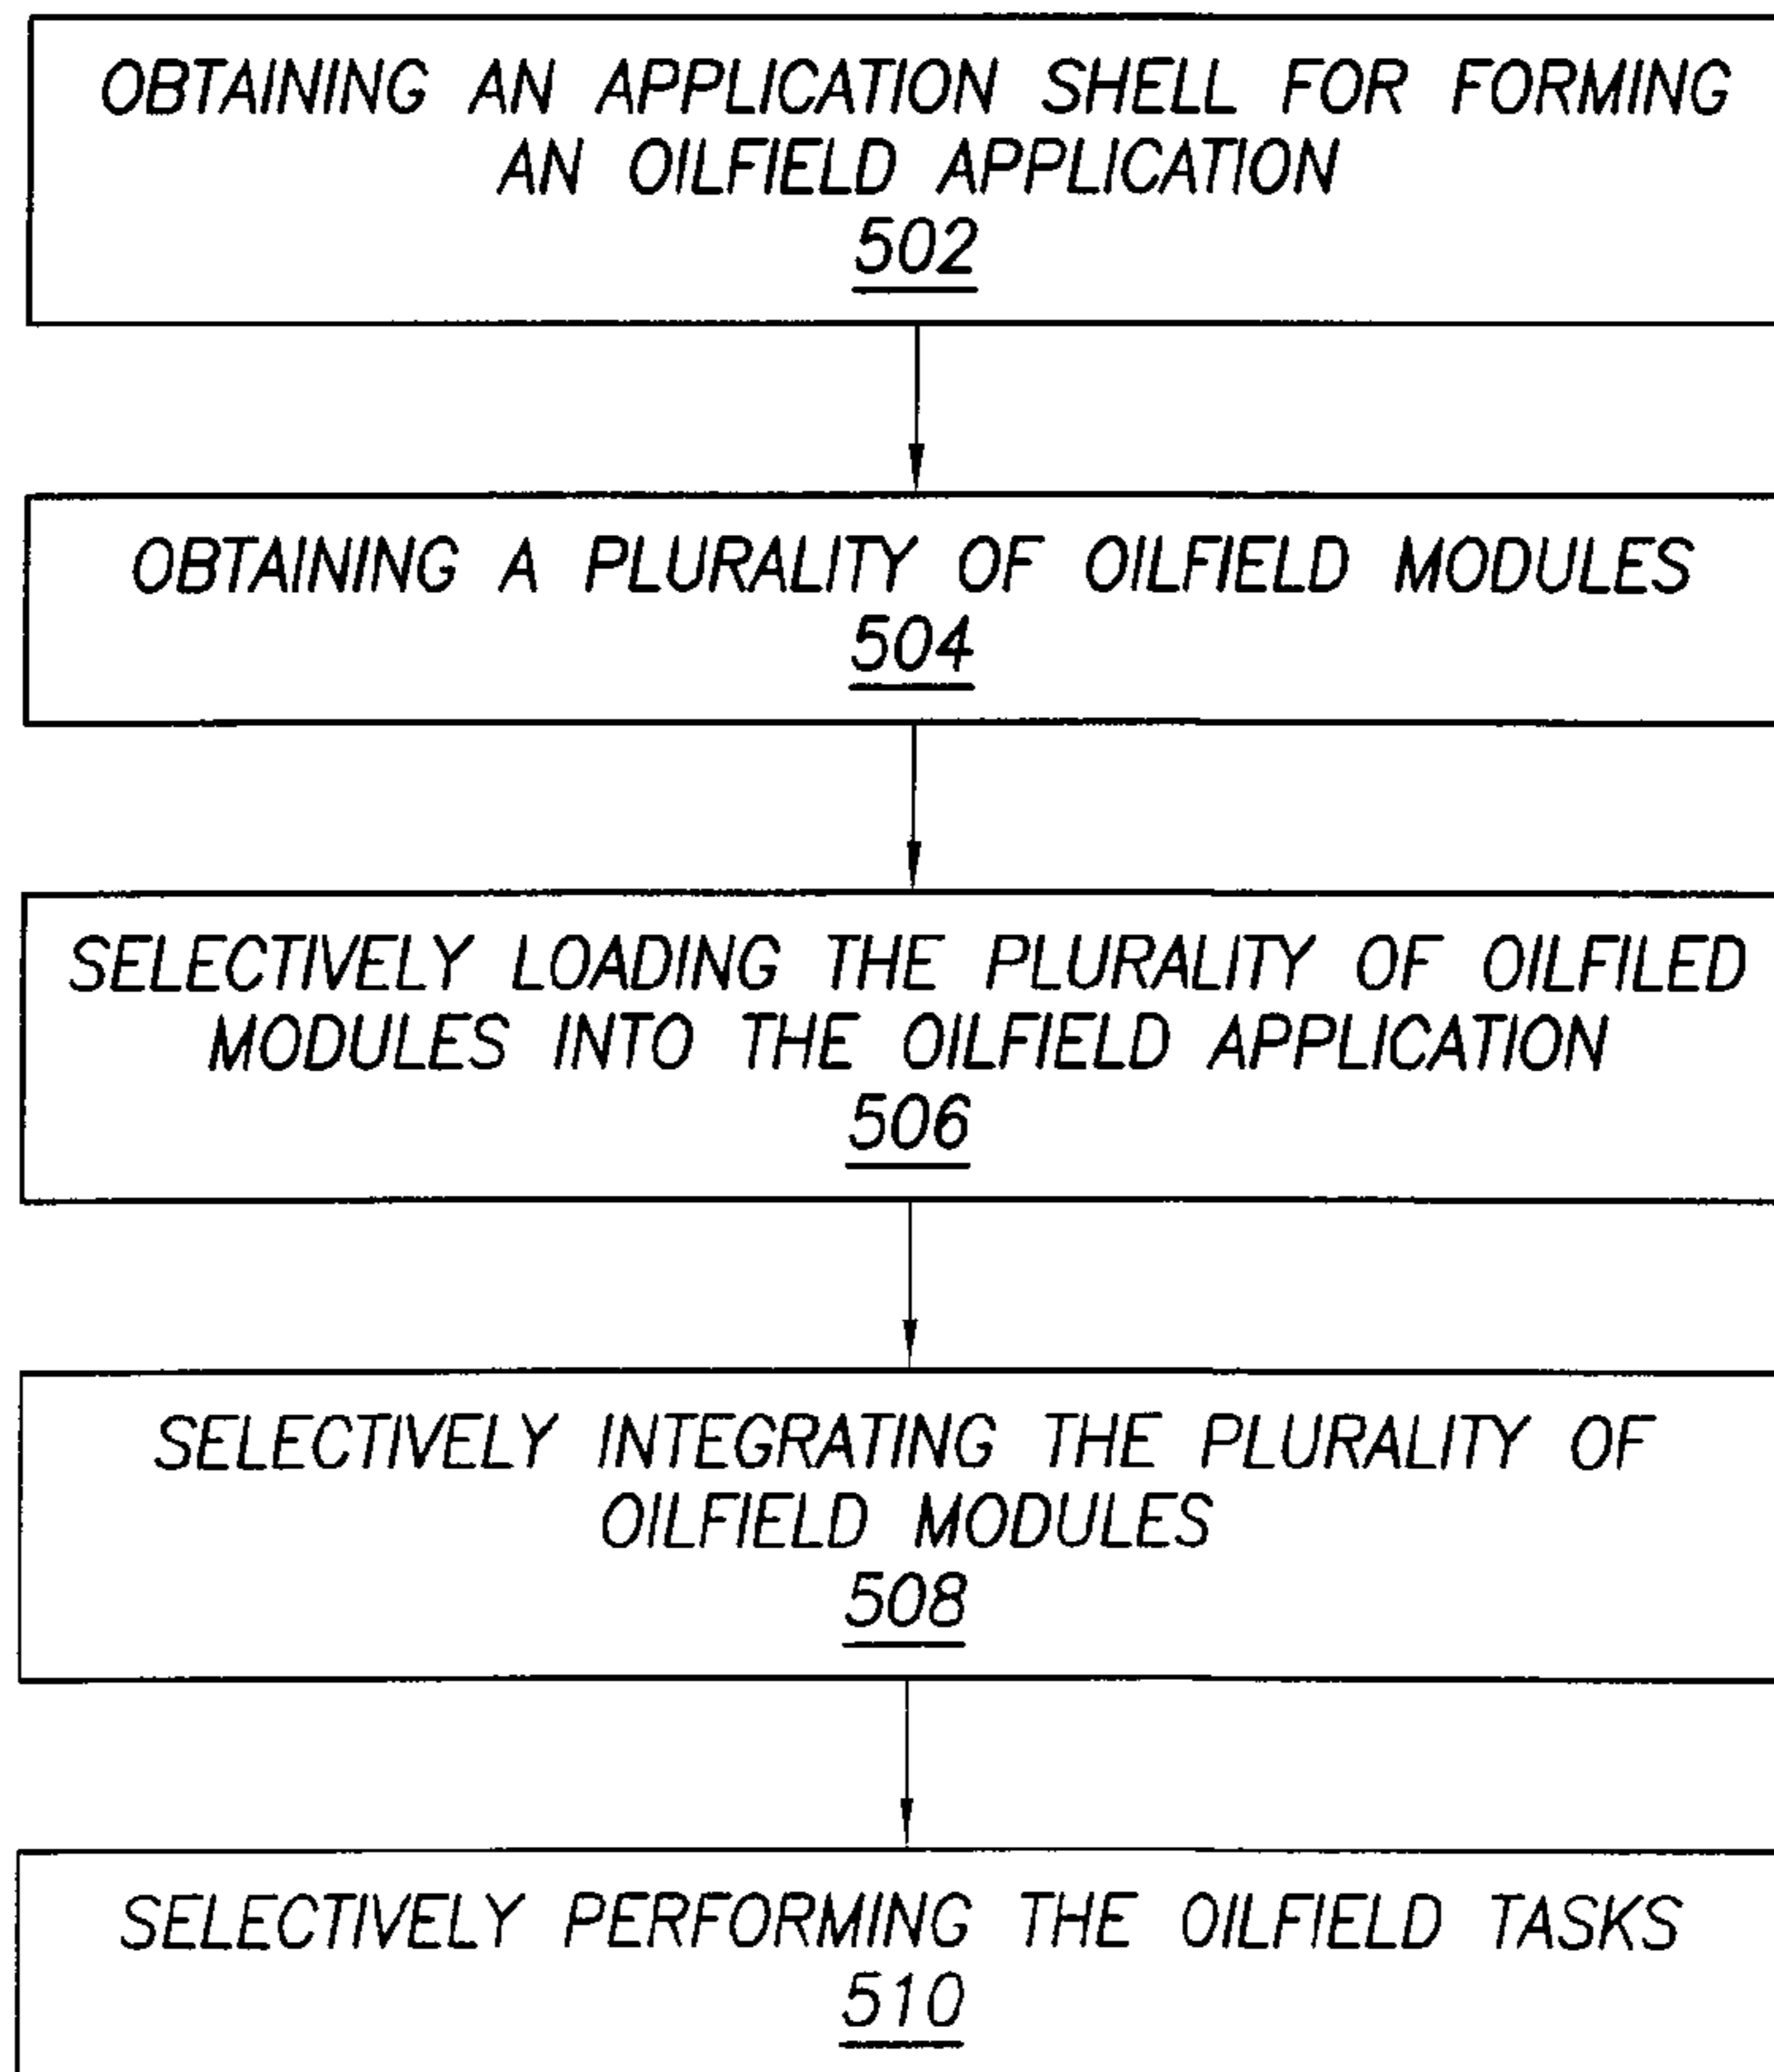 OBTAINING AN APPLICATION SHELL FOR FORMING
AN OILFIELD APPLICATION
502
OBTAINING A PLURALITY OF OILFIELD MODULES
504
SELECTIVELY LOADING THE PLURALITY OF OILFILED
MODULES INTO THE OILFIELD APPLICATION
506
SELECTIVELY INTEGRATING THE PLURALITY OF
OILFIELD MODULES
508
SELECTIVELY PERFORMING THE OILFIELD TASKS
510